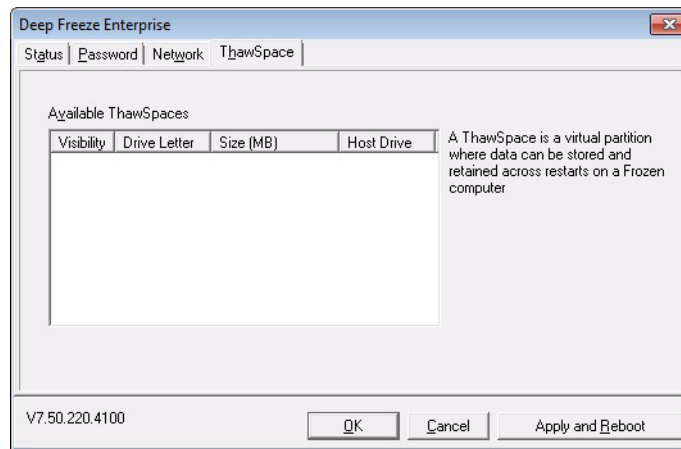 Deep Freeze Enterprise
Status Password Network ThawSpace
Available ThawSpaces
Visibility Drive Letter Size (MB) Host Drive
A ThawSpace is a virtual partition
where data can be stored and
retained across restarts on a Frozen
computer
V7.50.220.4100
OK Cancel Apply and Reboot